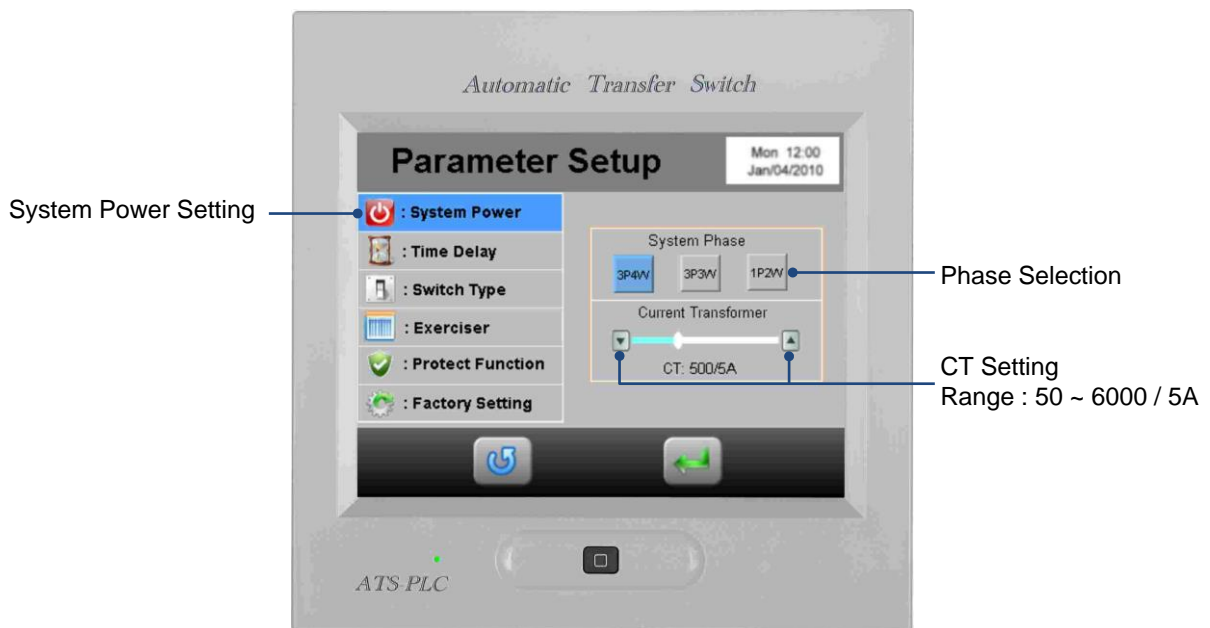 Automatic Transfer Switch
Parameter Setup
Mon 12:00
Jan/04/2010
System Power Setting
: System Power
: Time Delay
: Switch Type
: Exerciser
: Protect Function
: Factory Setting
System Phase
3P4W 3P3W 1P2W
Phase Selection
Current Transformer
CT: 500/5A
CT Setting
Range : 50 ~ 6000 / 5A
ATS-PLC